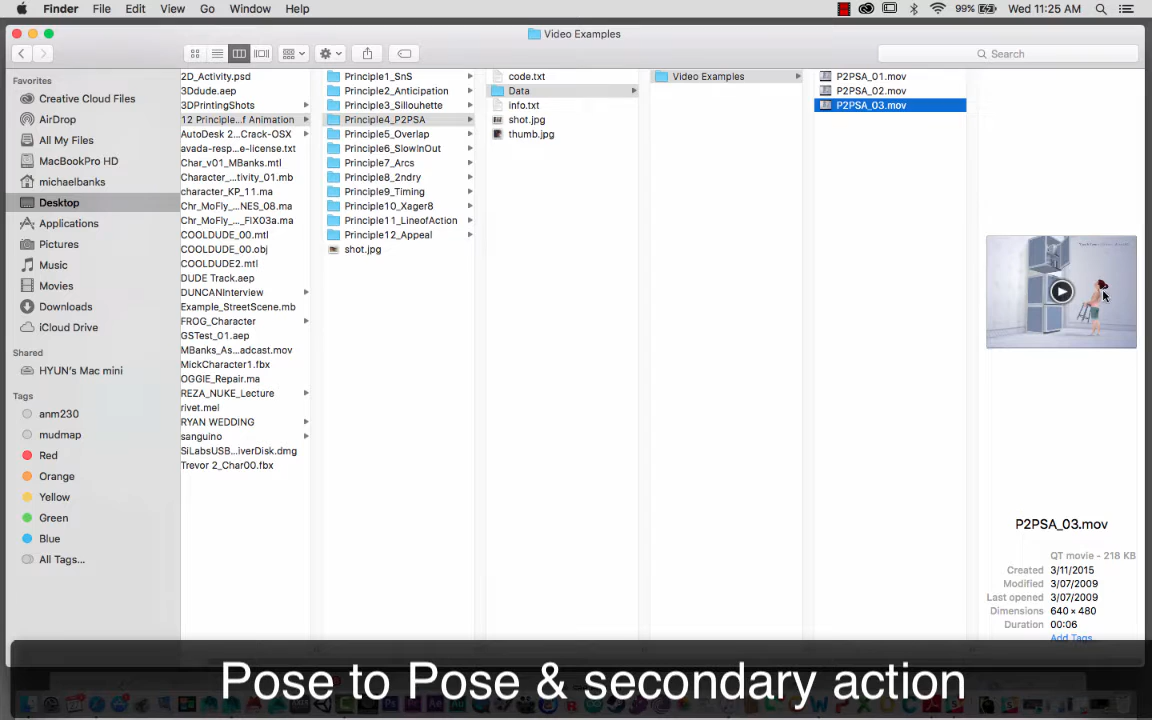 Finder File Edit View Go Window Help 99% Wed 11:25 AM
Video Examples
Search
Favorites
Creative Cloud Files
AirDrop
All My Files
MacBookPro HD
michaelbanks
Desktop
Applications
Pictures
Music
Movies
Downloads
iCloud Drive
Shared
HYUN's Mac mini
Tags
anm230
mudmap
Red
Orange
Yellow
Green
Blue
All Tags...
2D_Activity.psd
3Ddude.aep
3DPrintingShots
12 Principle...f Animation
AutoDesk 2...Crack-OSX
avada-resp...e-license.txt
Char_v01_MBanks.mtl
Character_...tivity_01.mb
character_KP_11.ma
Chr_MoFly_...NES_08.ma
Chr_MoFly_..._FIX03a.ma
COOLDUDE_00.mtl
COOLDUDE_00.obj
COOLDUDE2.mtl
DUDE Track.aep
DUNCANInterview
Example_StreetScene.mb
FROG_Character
GSTest_01.aep
MBanks_As...adcast.mov
MickCharacter1.fbx
OGGIE_Repair.ma
REZA_NUKE_Lecture
rivet.mel
RYAN WEDDING
sanguino
SiLabsUSB...iverDisk.dmg
Trevor 2_Char00.fbx
Principle1_SnS
Principle2_Anticipation
Principle3_Sillouhette
Principle4_P2PSA
Principle5_Overlap
Principle6_SlowInOut
Principle7_Arcs
Principle8_2ndry
Principle9_Timing
Principle10_Xager8
Principle11_LineofAction
Principle12_Appeal
shot.jpg
code.txt
Data
info.txt
shot.jpg
thumb.jpg
Video Examples
P2PSA_01.mov
P2PSA_02.mov
P2PSA_03.mov
P2PSA_03.mov
QT movie - 218 KB
Created 3/11/2015
Modified 3/07/2009
Last opened 3/07/2009
Dimensions 640 × 480
Duration 00:06
Add Tags...
Pose to Pose & secondary action